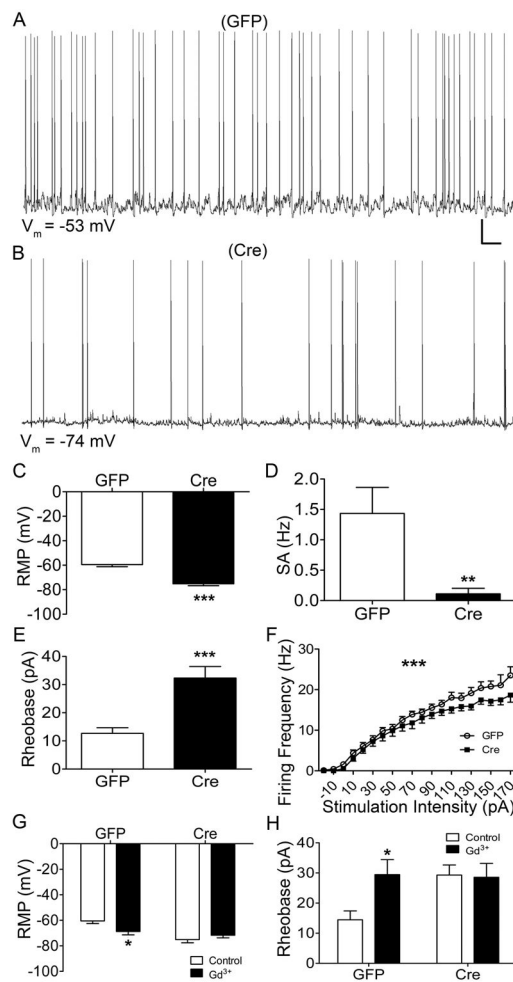 A
(GFP)
Vm = -53 mV
B
(Cre)
Vm = -74 mV
C
GFP Cre
RMP (mV)
0
-20
-40
-60
-80
-100
***
D
SA (Hz)
2.0
1.5
1.0
0.5
0.0
**
GFP Cre
E
Rheobase (pA)
40
30
20
10
0
***
GFP Cre
F
Firing Frequency (Hz)
30
20
10
0
***
GFP
Cre
-10 10 30 50 70 90 110 130 150 170
Stimulation Intensity (pA)
G
GFP Cre
RMP (mV)
0
-20
-40
-60
-80
-100
*
Control
Gd3+
H
Rheobase (pA)
40
30
20
10
0
*
Control
Gd3+
GFP Cre